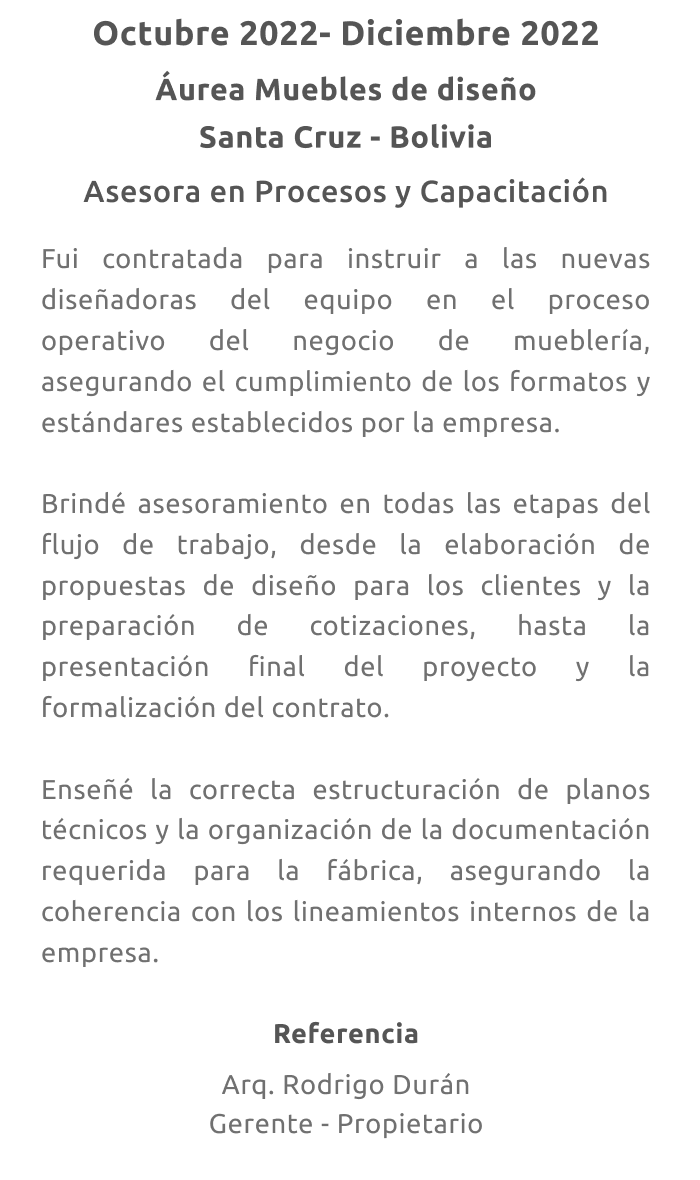 Octubre 2022- Diciembre 2022
Áurea Muebles de diseño
Santa Cruz - Bolivia
Asesora en Procesos y Capacitación
Fui contratada para instruir a las nuevas
diseñadoras del equipo en el proceso
operativo del negocio de mueblería,
asegurando el cumplimiento de los formatos y
estándares establecidos por la empresa.
Brindé asesoramiento en todas las etapas del
flujo de trabajo, desde la elaboración de
propuestas de diseño para los clientes y la
preparación de cotizaciones, hasta la
presentación final del proyecto y la
formalización del contrato.
Enseñé la correcta estructuración de planos
técnicos y la organización de la documentación
requerida para la fábrica, asegurando la
coherencia con los lineamientos internos de la
empresa.
Referencia
Arq. Rodrigo Durán
Gerente - Propietario